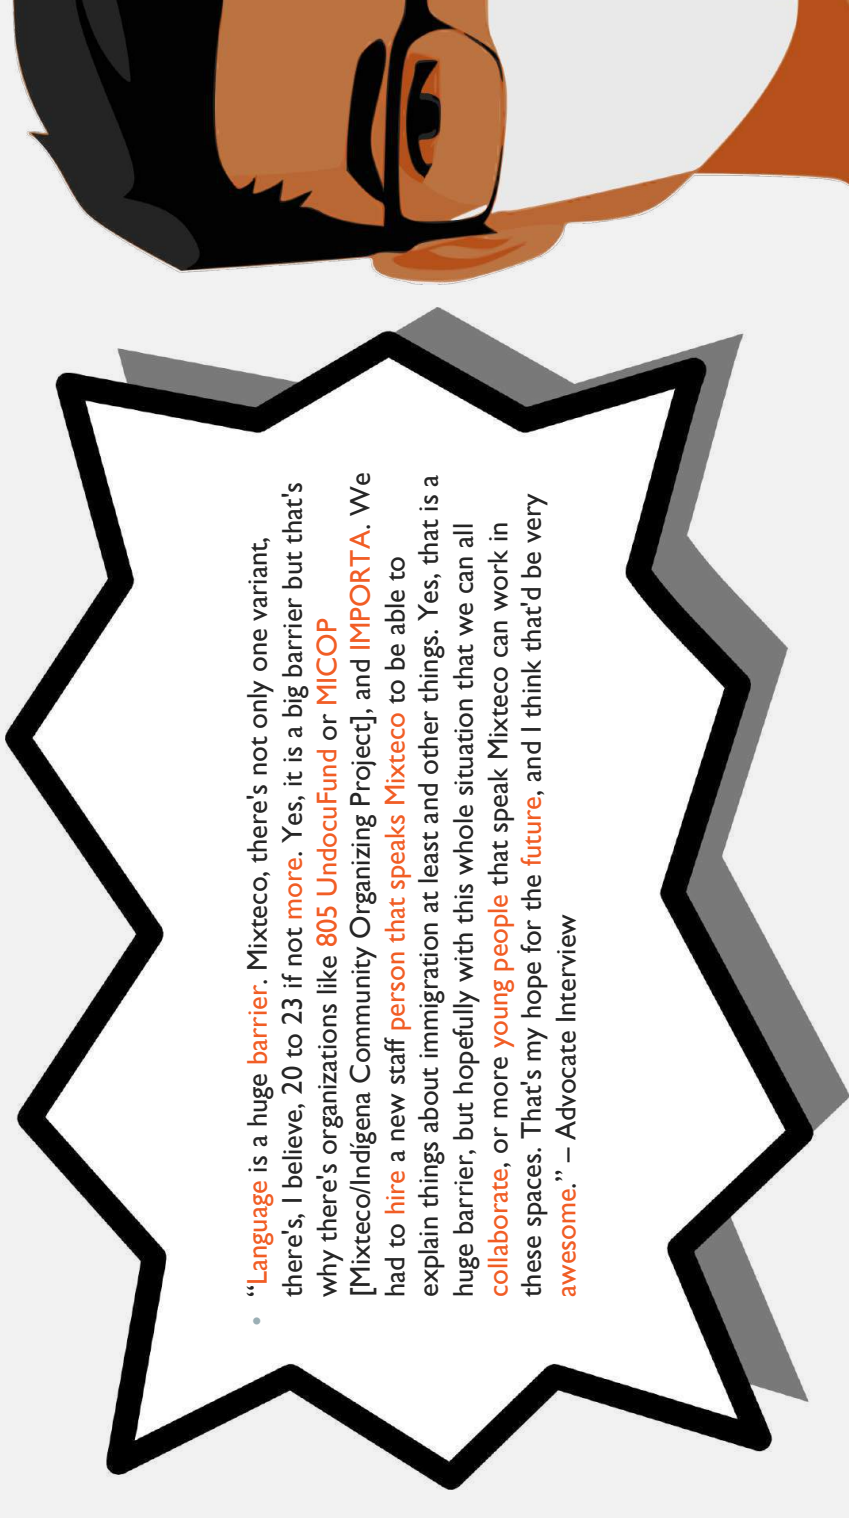 • “Language is a huge barrier. Mixteco, there's not only one variant,
there's, I believe, 20 to 23 if not more. Yes, it is a big barrier but that's
why there's organizations like 805 UndocuFund or MICOP
[Mixteco/Indígena Community Organizing Project], and IMPORTA. We
had to hire a new staff person that speaks Mixteco to be able to
explain things about immigration at least and other things. Yes, that is a
huge barrier, but hopefully with this whole situation that we can all
collaborate, or more young people that speak Mixteco can work in
these spaces. That's my hope for the future, and I think that'd be very
awesome.” – Advocate Interview